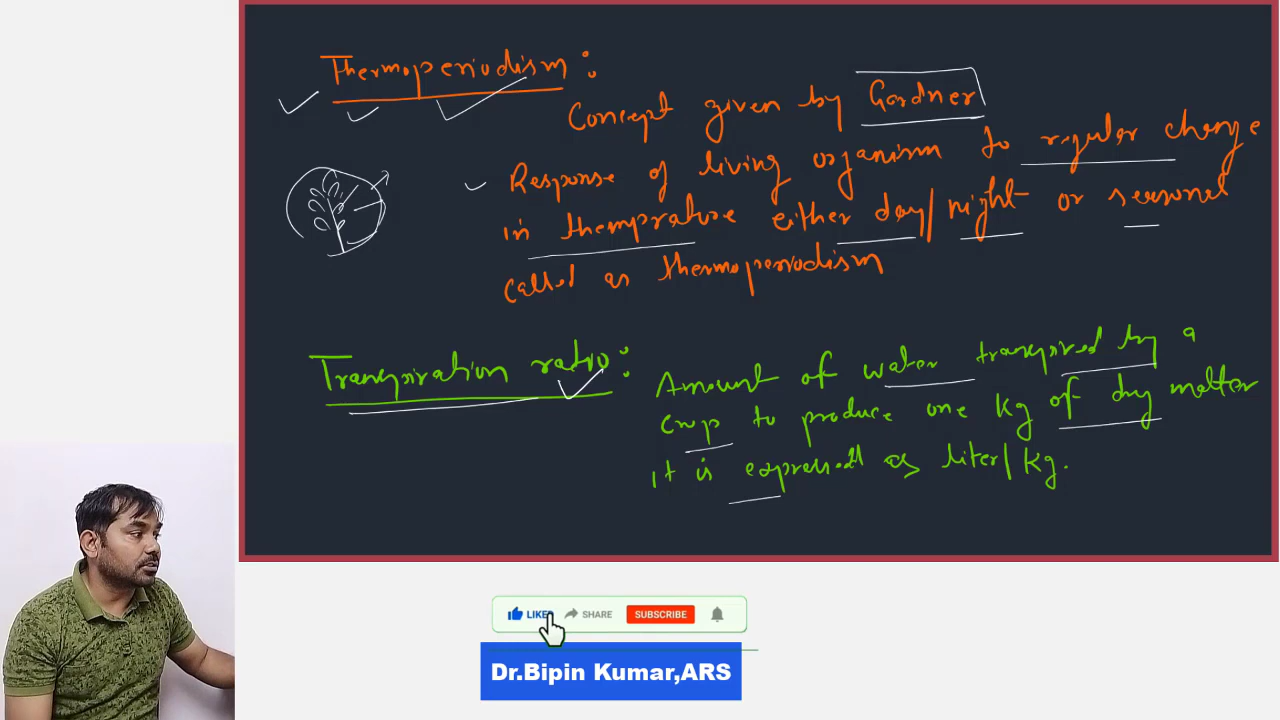 Thermoperiodism:
Concept given by Gardner
Response of living organism to regular change
in themprature either day/night or seasonal
called as thermoperiodism
Transpiration ratio:
Amount of water transpired by a
crop to produce one kg of dry matter
it is expressed as liter/kg.
LIKED SHARE SUBSCRIBE
Dr.Bipin Kumar,ARS